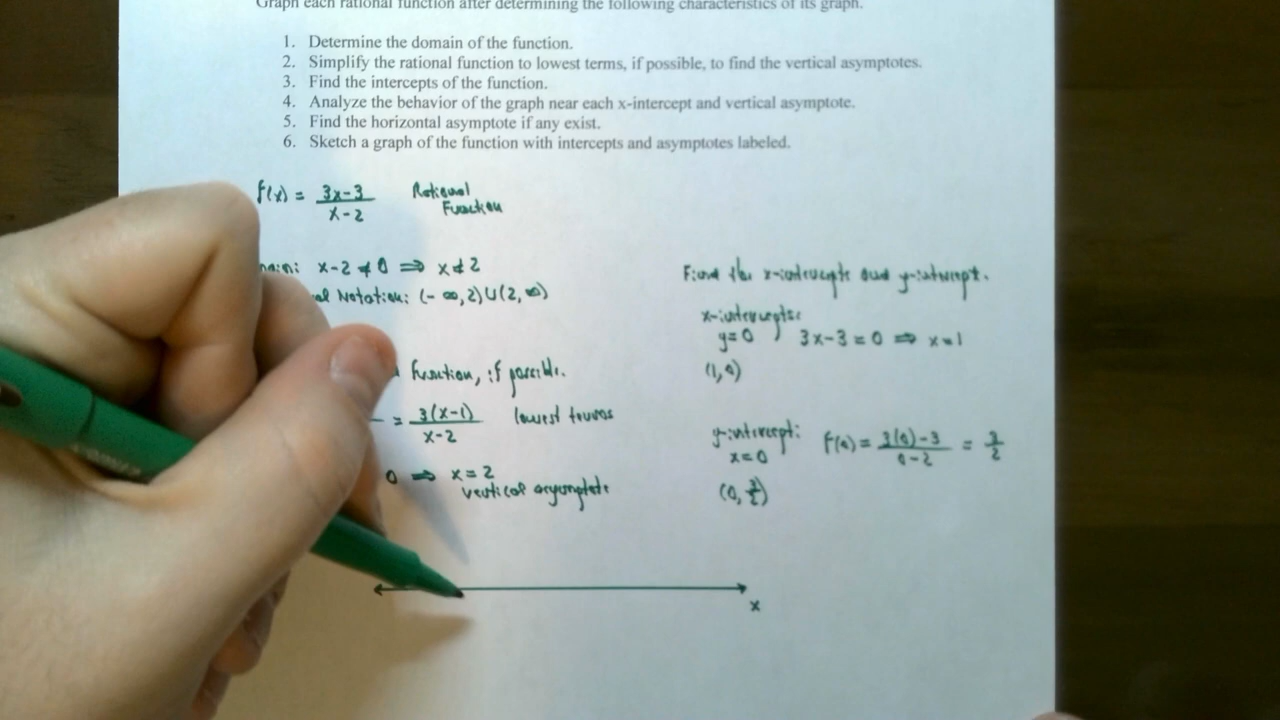 Graph each rational function after determining the following characteristics of its graph.
1. Determine the domain of the function.
2. Simplify the rational function to lowest terms, if possible, to find the vertical asymptotes.
3. Find the intercepts of the function.
4. Analyze the behavior of the graph near each x-intercept and vertical asymptote.
5. Find the horizontal asymptote if any exist.
6. Sketch a graph of the function with intercepts and asymptotes labeled.
f(x) = 3x-3 / x-2 Rational Function
x-2 ≠ 0 ⇒ x≠2
Notation: (-∞,2)∪(2,∞)
function, if possible.
= 3(x-1) / x-2 lowest terms
0 ⇒ x=2
vertical asymptote
Find the x-intercepts and y-intercept.
x-intercepts:
y=0, 3x-3=0 ⇒ x=1
(1,0)
y-intercept:
x=0 f(0) = 3(0)-3 / 0-2 = 3/2
(0, 3/2)
x